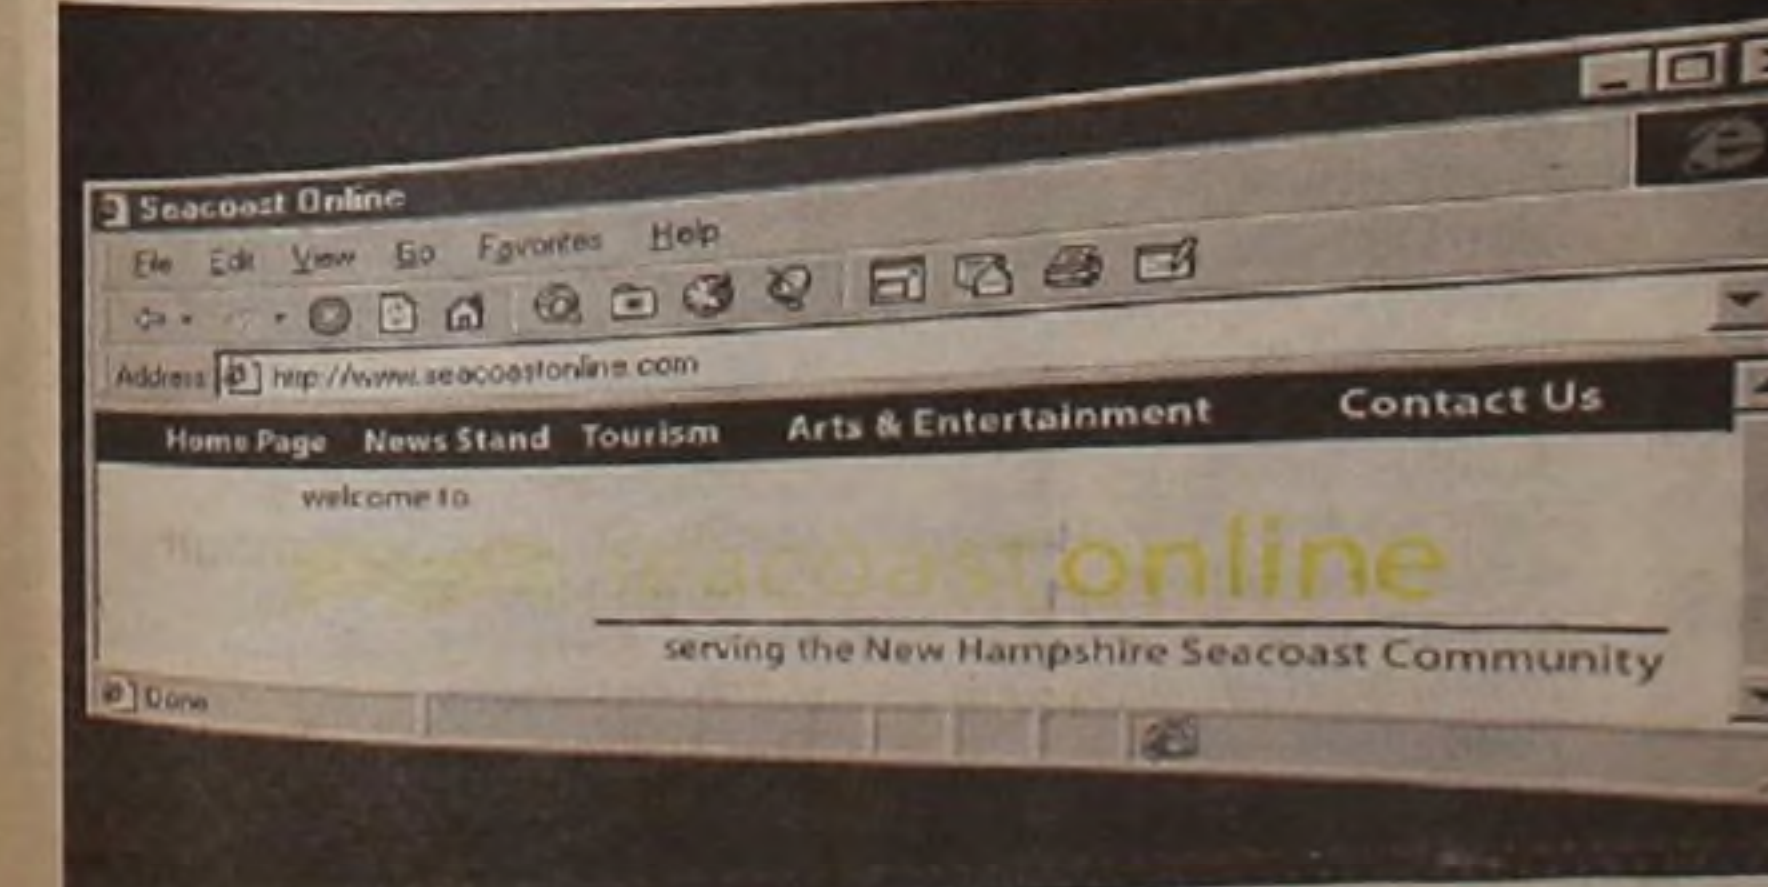 Seacoast Online
File Edit View Go Favorites Help
Address http://www.seacoastonline.com
Home Page News Stand Tourism Arts & Entertainment Contact Us
welcome to
seacoastonline
serving the New Hampshire Seacoast Community
Done